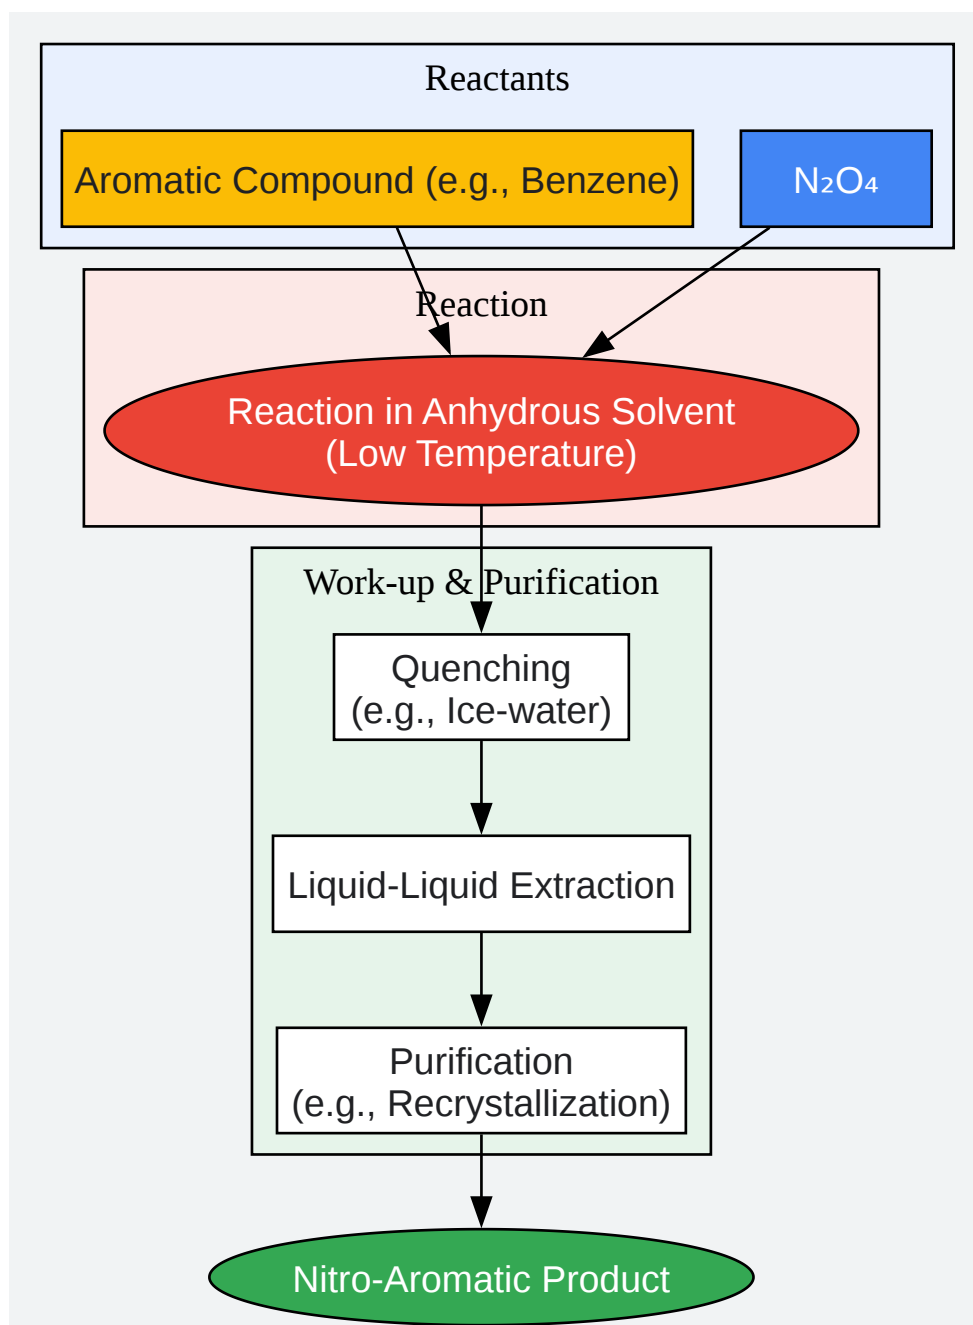 Reactants
Aromatic Compound (e.g., Benzene)
N₂O₄
Reaction
Reaction in Anhydrous Solvent
(Low Temperature)
Work-up & Purification
Quenching
(e.g., Ice-water)
Liquid-Liquid Extraction
Purification
(e.g., Recrystallization)
Nitro-Aromatic Product